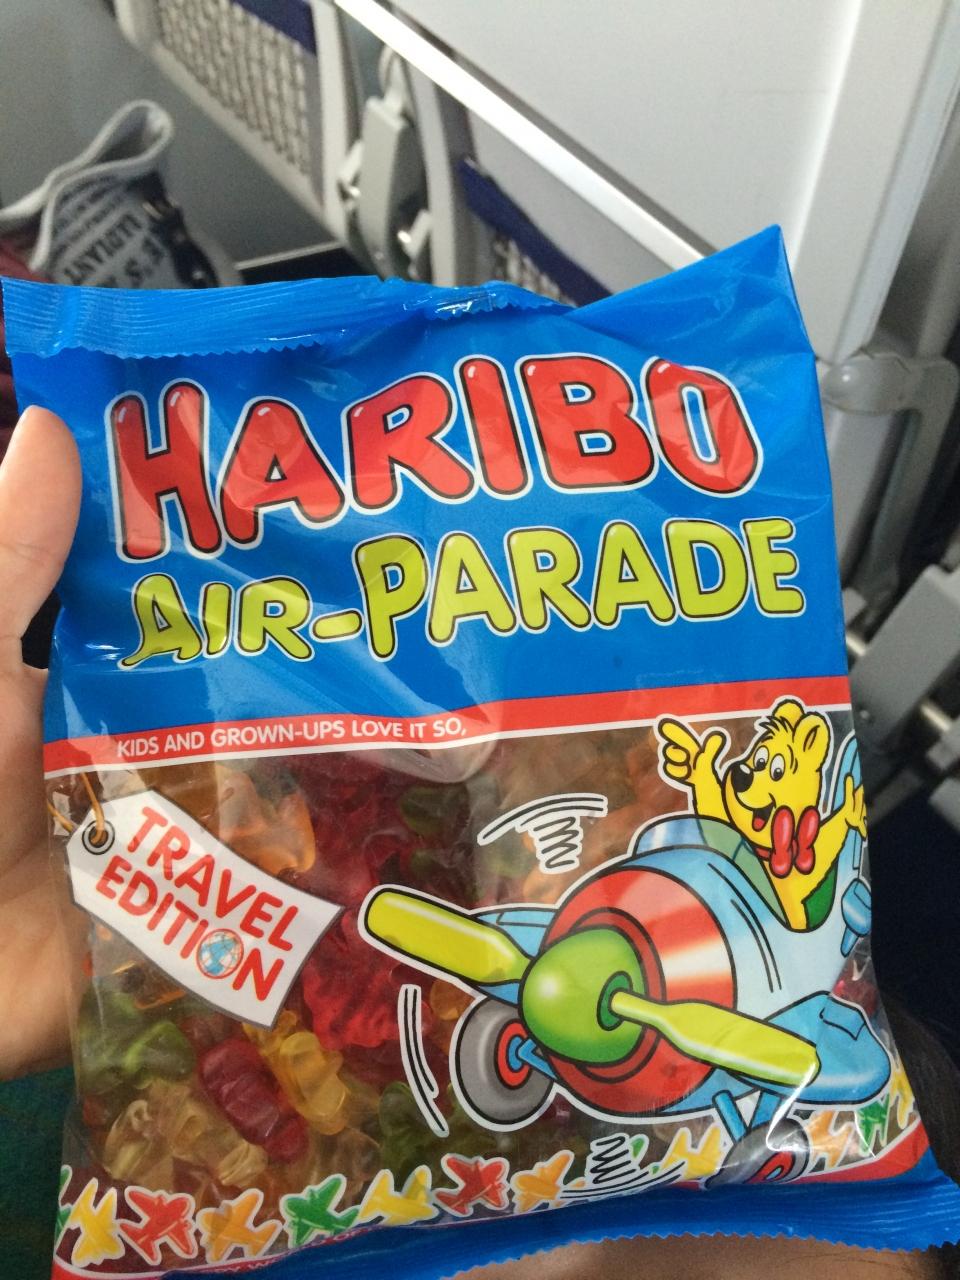 HARIBO
AIR-PARADE
KIDS AND GROWN-UPS LOVE IT SO,
TRAVEL
EDITION